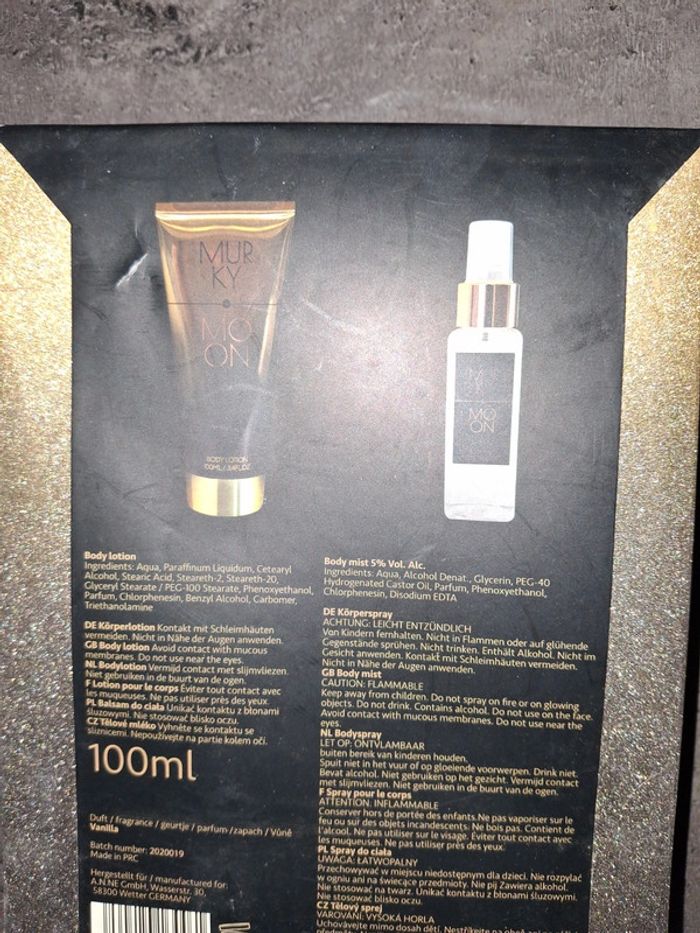 MUR
KY
MO
ON
BODY LOTION
100ML / 3.4FL.OZ
MO
ON
Body lotion
Ingredients: Aqua, Paraffinum Liquidum, Cetearyl
Alcohol, Stearic Acid, Steareth-2, Steareth-20,
Glyceryl Stearate / PEG-100 Stearate, Phenoxyethanol,
Parfum, Chlorphenesin, Benzyl Alcohol, Carbomer,
Triethanolamine
DE Körperlotion Kontakt mit Schleimhäuten
vermeiden. Nicht in Nähe der Augen anwenden.
GB Body lotion Avoid contact with mucous
membranes. Do not use near the eyes.
NL Bodylotion Vermijd contact met slijmvliezen.
Niet gebruiken in de buurt van de ogen.
F Lotion pour le corps Éviter tout contact avec
les muqueuses. Ne pas utiliser près des yeux.
PL Balsam do ciała Unikać kontaktu z błonami
śluzowymi. Nie stosować blisko oczu.
CZ Tělové mléko Vyhněte se kontaktu se
sliznicemi. Nepoužívejte na partie kolem očí.
100ml
Duft / fragrance / geurtje / parfum /zapach / Vůně
Vanilla
Batch number: 2020019
Made in PRC
Hergestellt für / manufactured for:
A.N.NE GmbH, Wasserstr. 30,
58300 Wetter GERMANY
Body mist 5% Vol. Alc.
Ingredients: Aqua, Alcohol Denat., Glycerin, PEG-40
Hydrogenated Castor Oil, Parfum, Phenoxyethanol,
Chlorphenesin, Disodium EDTA
DE Körperspray
ACHTUNG: LEICHT ENTZÜNDLICH
Von Kindern fernhalten. Nicht in Flammen oder auf glühende
Gegenstände sprühen. Nicht trinken. Enthält Alkohol. Nicht im
Gesicht anwenden. Kontakt mit Schleimhäuten vermeiden.
Nicht in Nähe der Augen anwenden.
GB Body mist
CAUTION: FLAMMABLE
Keep away from children. Do not spray on fire or on glowing
objects. Do not drink. Contains alcohol. Do not use on the face.
Avoid contact with mucous membranes. Do not use near the
eyes.
NL Bodyspray
LET OP: ONTVLAMBAAR
buiten bereik van kinderen houden.
Spuit niet in het vuur of op gloeiende voorwerpen. Drink niet.
Bevat alcohol. Niet gebruiken op het gezicht. Vermijd contact
met slijmvliezen. Niet gebruiken in de buurt van de ogen.
F Spray pour le corps
ATTENTION: INFLAMMABLE
Conserver hors de portée des enfants. Ne pas vaporiser sur le
feu ou sur des objets incandescents. Ne bois pas. Contient de
l'alcool. Ne pas utiliser sur le visage. Éviter tout contact avec
les muqueuses. Ne pas utiliser près des yeux.
PL Spray do ciała
UWAGA: ŁATWOPALNY
Przechowywać w miejscu niedostępnym dla dzieci. Nie rozpylać
w ogniu ani na świecące przedmioty. Nie pij Zawiera alkohol.
Nie stosować na twarz. Unikać kontaktu z błonami śluzowymi.
Nie stosować blisko oczu.
CZ Tělový sprej
VAROVÁNÍ: VYSOKÁ HORLA
Uchovávejte mimo dosah dětí. Nestříkejte na